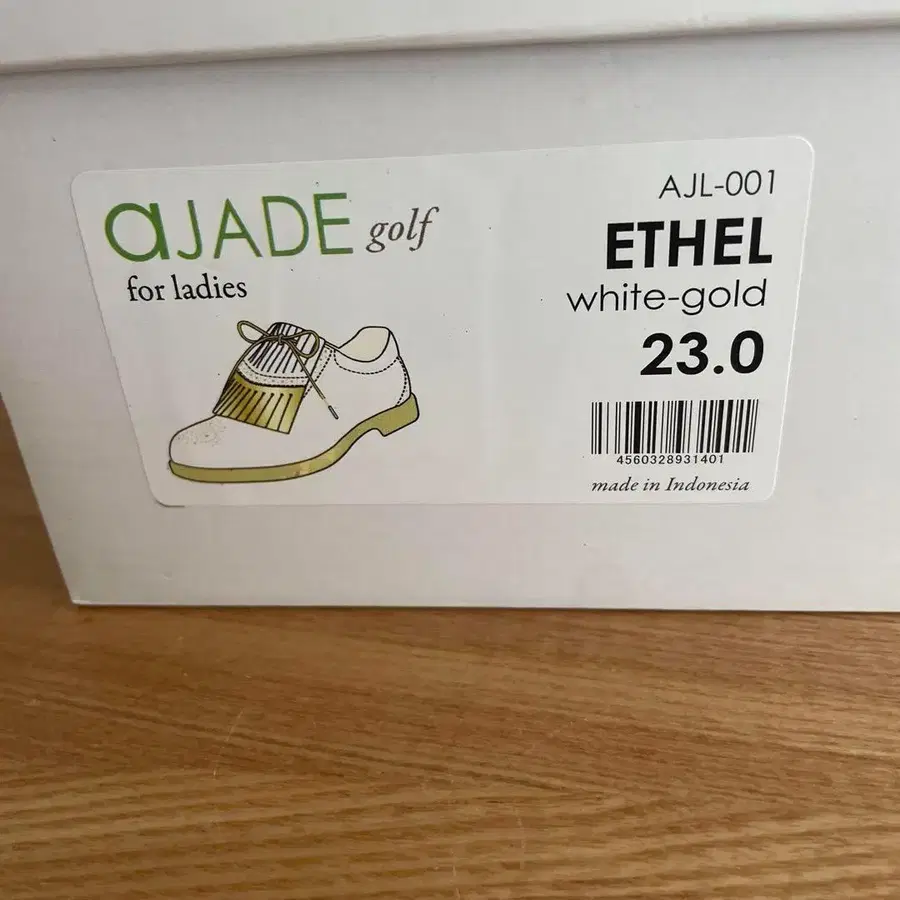 aJADE golf
for ladies
AJL-001
ETHEL
white-gold
23.0
4560328931401
made in Indonesia